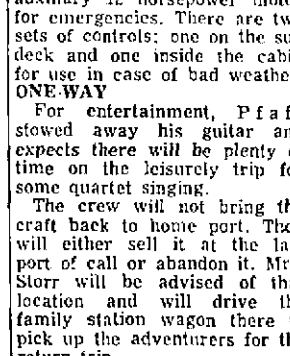 auxiliary 12 horsepower moto
for emergencies. There are tw
sets of controls: one on the su
deck and one inside the cabi
for use in case of bad weathe
ONE-WAY
For entertainment, Pfaf
stowed away his guitar an
expects there will be plenty o
time on the leisurely trip fo
some quartet singing.
The crew will not bring th
craft back to home port. The
will either sell it at the la
port of call or abandon it. Mr
Storr will be advised of th
location and will drive th
family station wagon there
pick up the adventurers for th
return trip